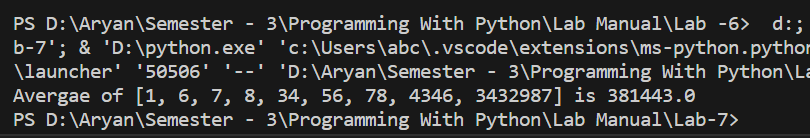 PS D:\Aryan\Semester - 3\Programming With Python\Lab Manual\Lab -6>  d:;
b-7'; & 'D:\python.exe' 'c:\Users\abc\.vscode\extensions\ms-python.python
\launcher' '50506' '--' 'D:\Aryan\Semester - 3\Programming With Python\La
Avergae of [1, 6, 7, 8, 34, 56, 78, 4346, 3432987] is 381443.0
PS D:\Aryan\Semester - 3\Programming With Python\Lab Manual\Lab-7>